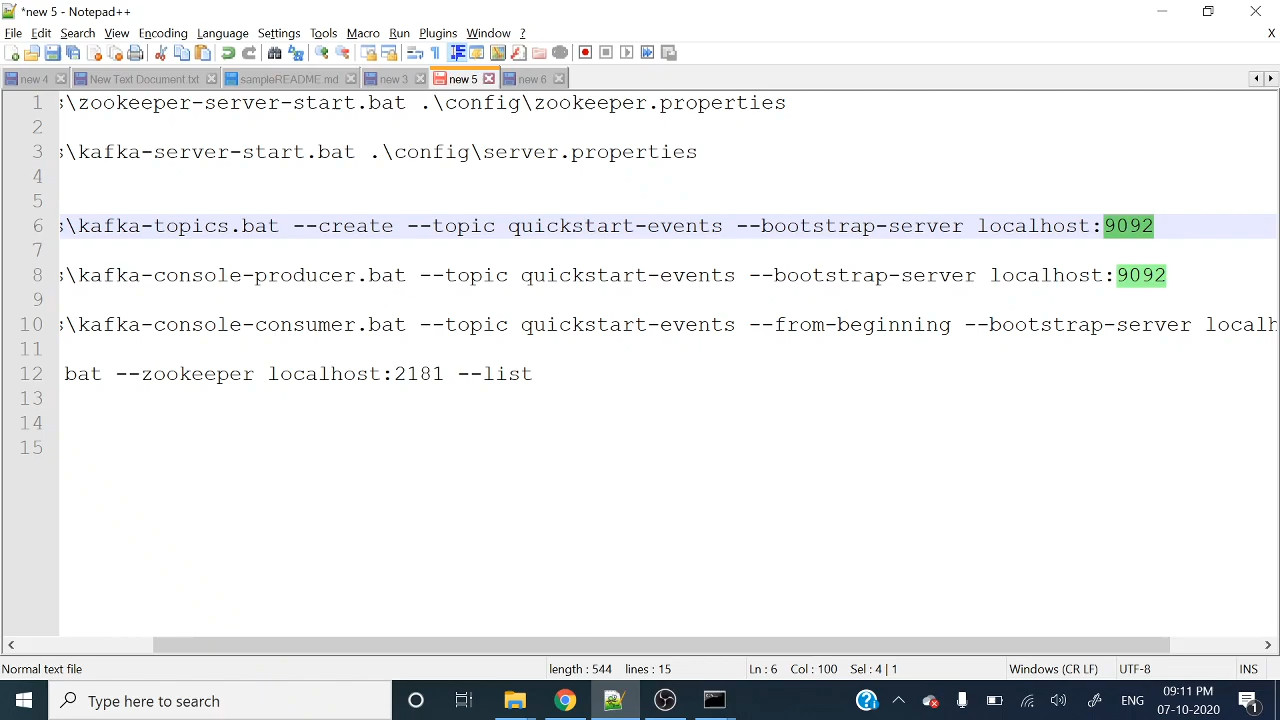 *new 5 - Notepad++
File Edit Search View Encoding Language Settings Tools Macro Run Plugins Window ? X
new 4 New Text Document.txt sampleREADME.md new 3 new 5 new 6
1 s\zookeeper-server-start.bat .\config\zookeeper.properties
2
3 s\kafka-server-start.bat .\config\server.properties
4
5
6 s\kafka-topics.bat --create --topic quickstart-events --bootstrap-server localhost:9092
7
8 s\kafka-console-producer.bat --topic quickstart-events --bootstrap-server localhost:9092
9
10 s\kafka-console-consumer.bat --topic quickstart-events --from-beginning --bootstrap-server localh
11
12 bat --zookeeper localhost:2181 --list
13
14
15
Normal text file length : 544 lines : 15 Ln : 6 Col : 100 Sel : 4 | 1 Windows (CR LF) UTF-8 INS
Type here to search ENG 09:11 PM
07-10-2020 1